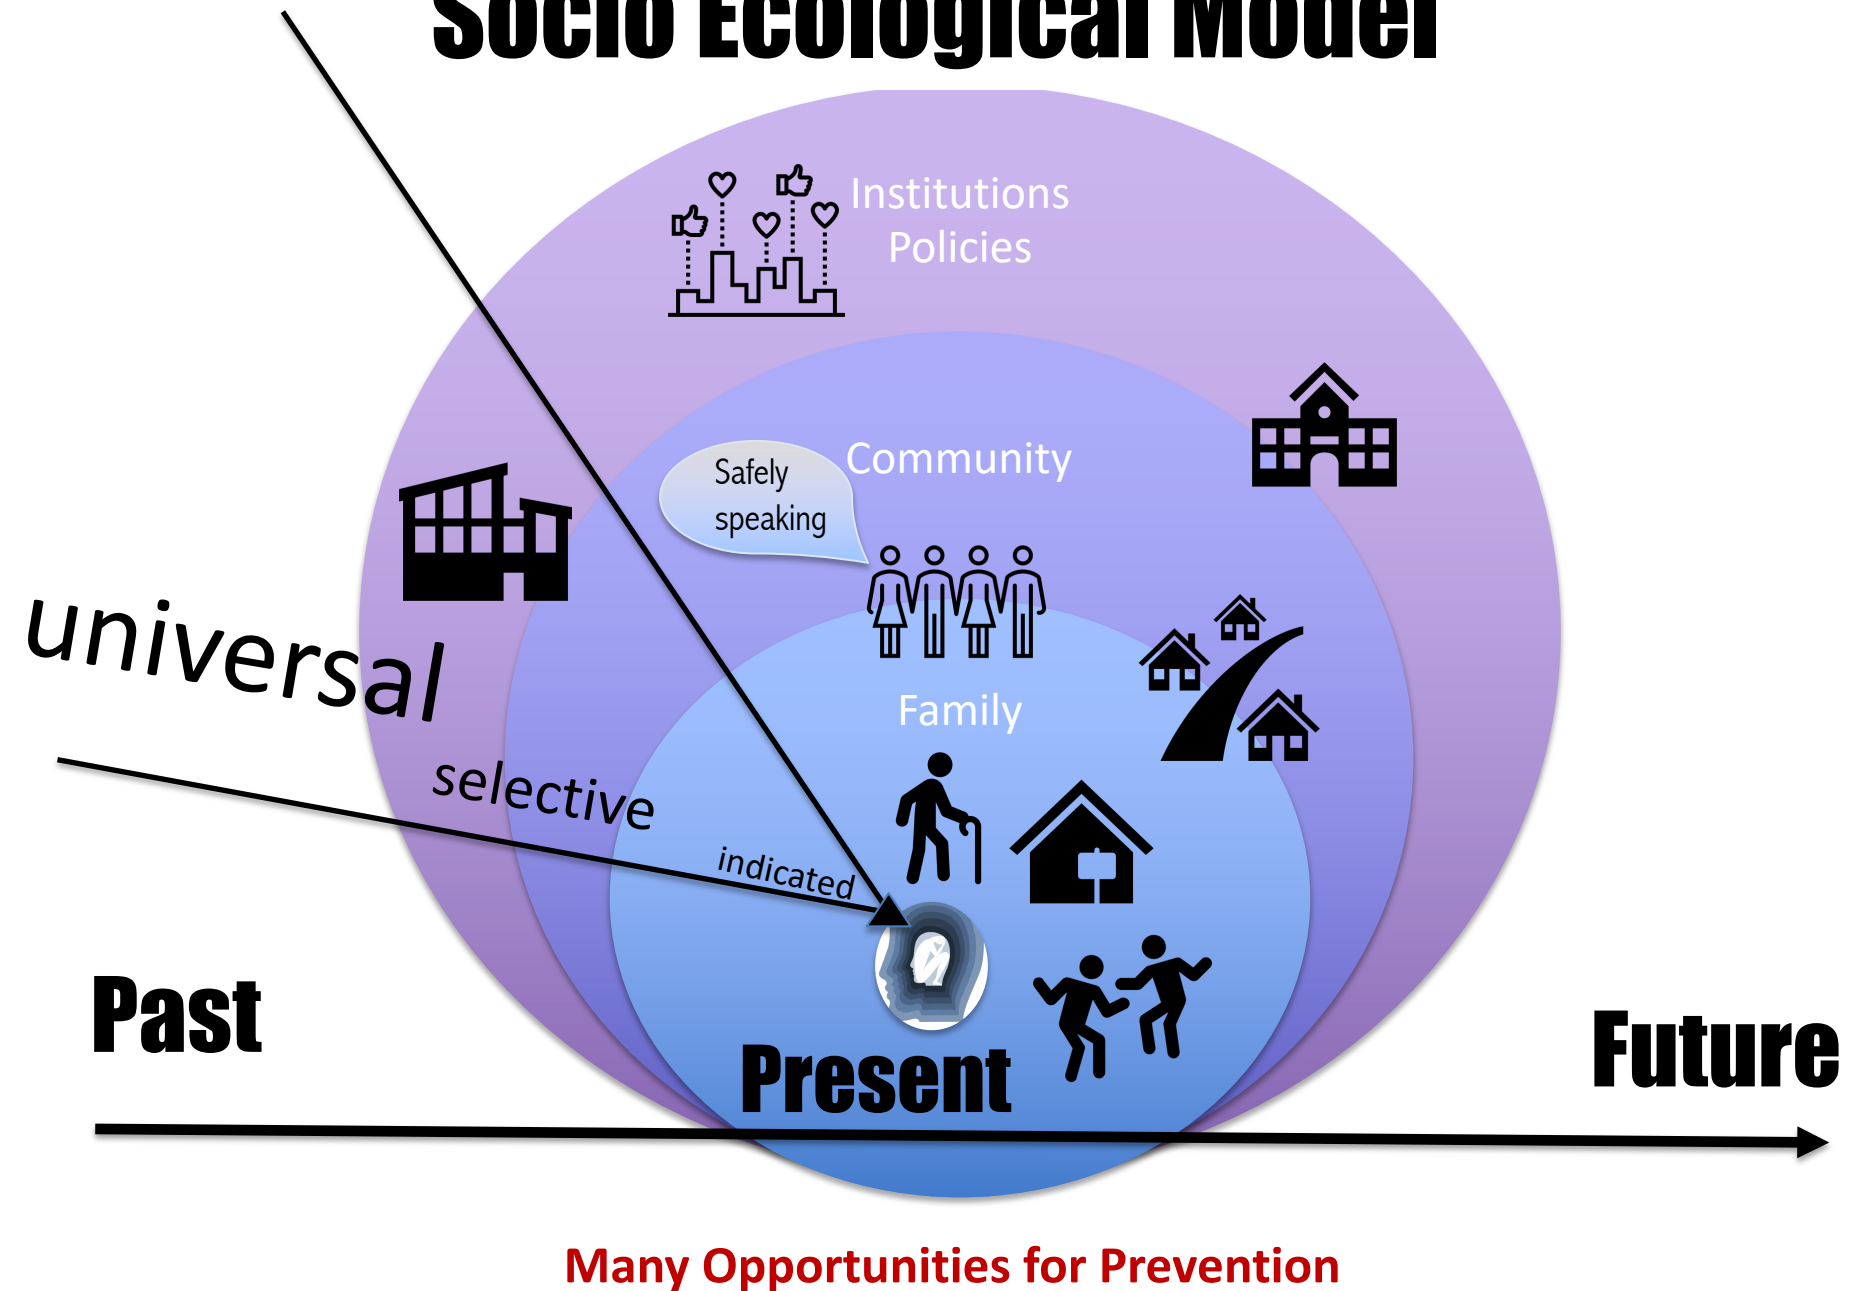 Socio Ecological Model
Institutions
Policies
Community
Safely
speaking
universal
Family
selective
indicated
Past
Present
Future
Many Opportunities for Prevention